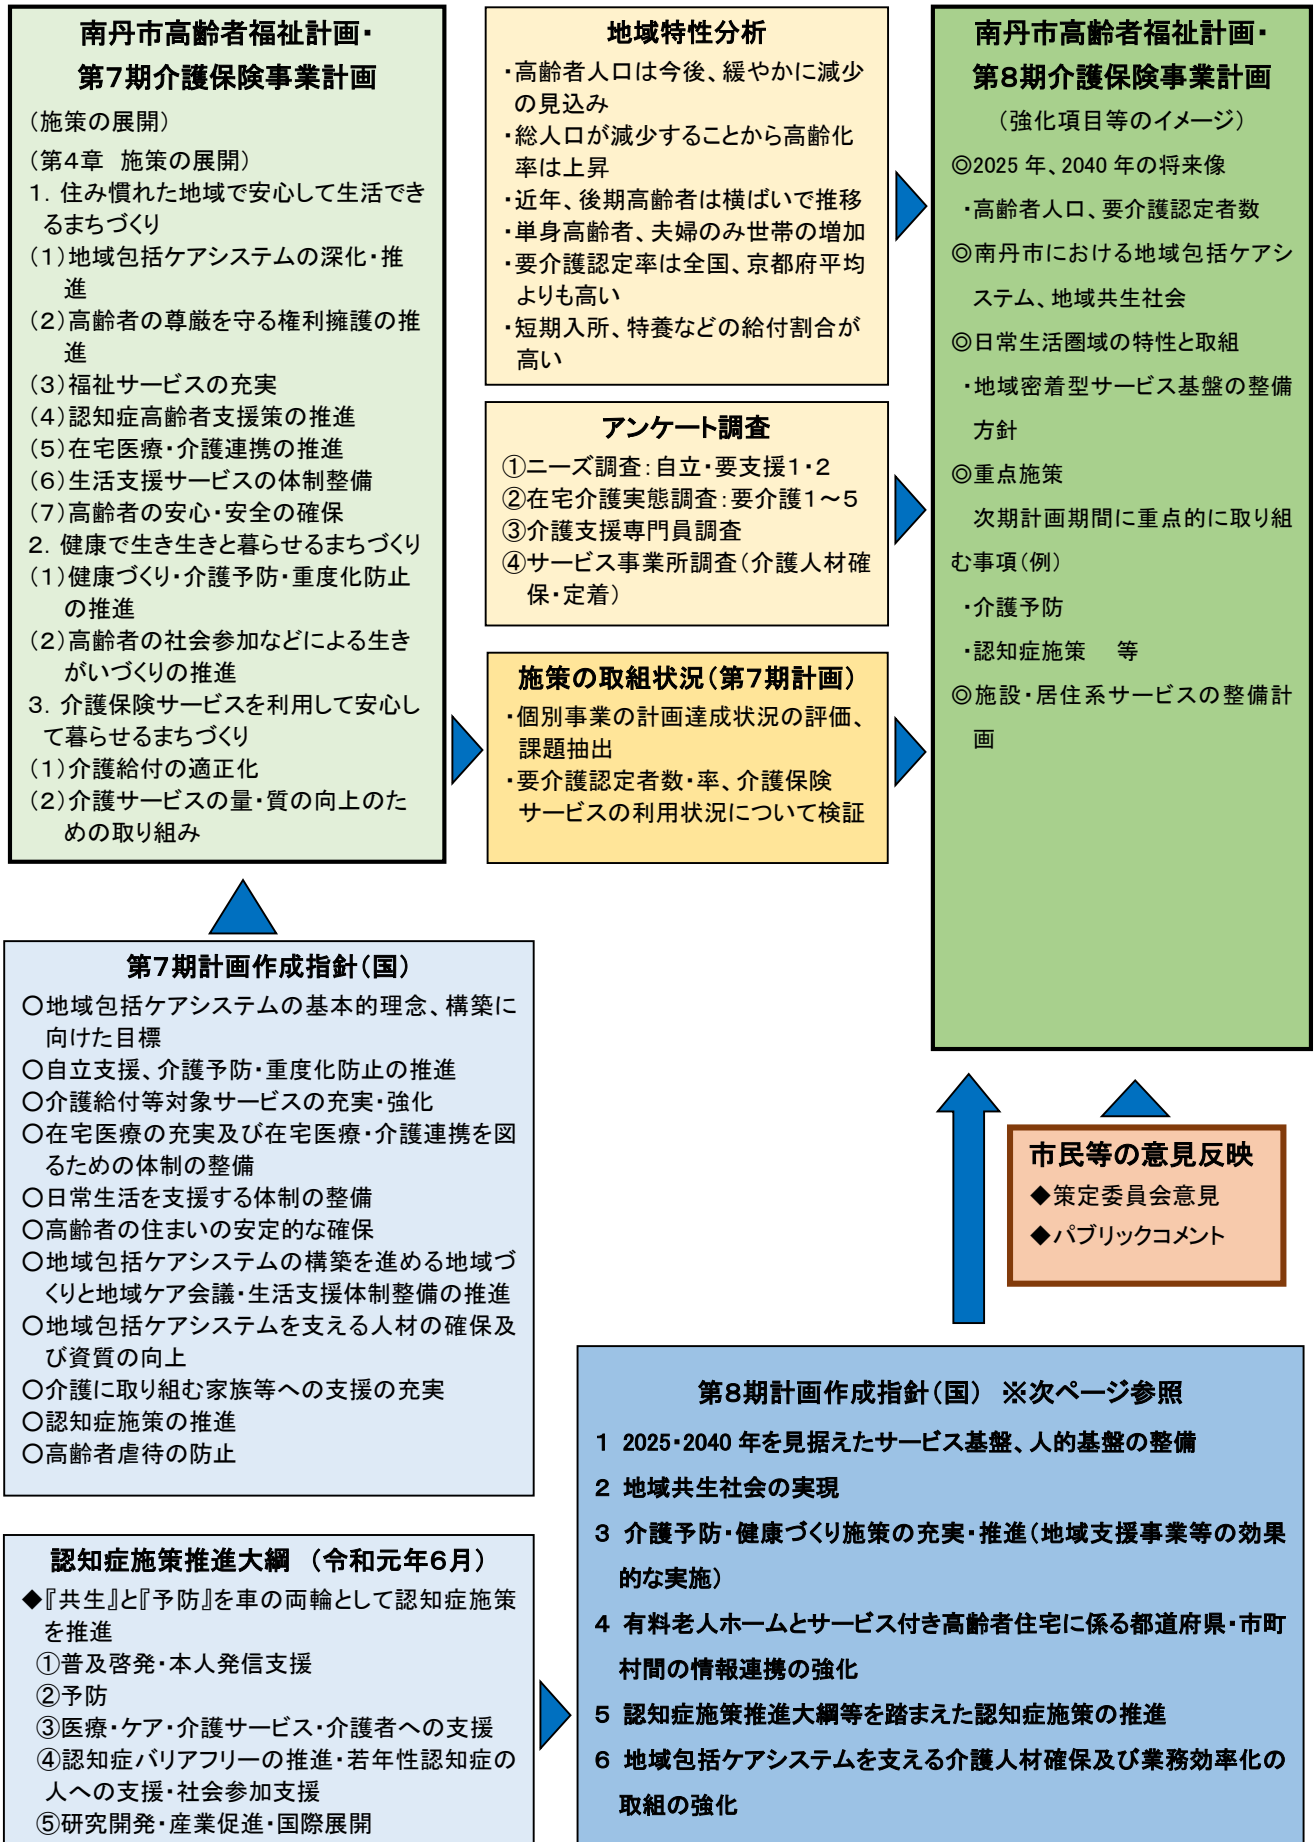 南丹市高齢者福祉計画・
第7期介護保険事業計画
（施策の展開）
（第4章 施策の展開）
1．住み慣れた地域で安心して生活でき
るまちづくり
（1）地域包括ケアシステムの深化・推
進
（2）高齢者の尊厳を守る権利擁護の推
進
（3）福祉サービスの充実
（4）認知症高齢者支援策の推進
（5）在宅医療・介護連携の推進
（6）生活支援サービスの体制整備
（7）高齢者の安心・安全の確保
2．健康で生き生きと暮らせるまちづくり
（1）健康づくり・介護予防・重度化防止
の推進
（2）高齢者の社会参加などによる生き
がいづくりの推進
3．介護保険サービスを利用して安心し
て暮らせるまちづくり
（1）介護給付の適正化
（2）介護サービスの量・質の向上のた
めの取り組み
地域特性分析
・高齢者人口は今後、緩やかに減少
の見込み
・総人口が減少することから高齢化
率は上昇
・近年、後期高齢者は横ばいで推移
・単身高齢者、夫婦のみ世帯の増加
・要介護認定率は全国、京都府平均
よりも高い
・短期入所、特養などの給付割合が
高い
アンケート調査
①ニーズ調査：自立・要支援1・2
②在宅介護実態調査：要介護1～5
③介護支援専門員調査
④サービス事業所調査（介護人材確
保・定着）
施策の取組状況（第7期計画）
・個別事業の計画達成状況の評価、
課題抽出
・要介護認定者数・率、介護保険
サービスの利用状況について検証
南丹市高齢者福祉計画・
第8期介護保険事業計画
（強化項目等のイメージ）
◎2025年、2040年の将来像
・高齢者人口、要介護認定者数
◎南丹市における地域包括ケアシ
ステム、地域共生社会
◎日常生活圏域の特性と取組
・地域密着型サービス基盤の整備
方針
◎重点施策
次期計画期間に重点的に取り組
む事項（例）
・介護予防
・認知症施策　等
◎施設・居住系サービスの整備計
画
第7期計画作成指針（国）
○地域包括ケアシステムの基本的理念、構築に
向けた目標
○自立支援、介護予防・重度化防止の推進
○介護給付等対象サービスの充実・強化
○在宅医療の充実及び在宅医療・介護連携を図
るための体制の整備
○日常生活を支援する体制の整備
○高齢者の住まいの安定的な確保
○地域包括ケアシステムの構築を進める地域づ
くりと地域ケア会議・生活支援体制整備の推進
○地域包括ケアシステムを支える人材の確保及
び資質の向上
○介護に取り組む家族等への支援の充実
○認知症施策の推進
○高齢者虐待の防止
市民等の意見反映
◆策定委員会意見
◆パブリックコメント
認知症施策推進大綱 （令和元年6月）
◆『共生』と『予防』を車の両輪として認知症施策
を推進
①普及啓発・本人発信支援
②予防
③医療・ケア・介護サービス・介護者への支援
④認知症バリアフリーの推進・若年性認知症の
人への支援・社会参加支援
⑤研究開発・産業促進・国際展開
第8期計画作成指針（国） ※次ページ参照
1 2025・2040年を見据えたサービス基盤、人的基盤の整備
2 地域共生社会の実現
3 介護予防・健康づくり施策の充実・推進（地域支援事業等の効果
的な実施）
4 有料老人ホームとサービス付き高齢者住宅に係る都道府県・市町
村間の情報連携の強化
5 認知症施策推進大綱等を踏まえた認知症施策の推進
6 地域包括ケアシステムを支える介護人材確保及び業務効率化の
取組の強化